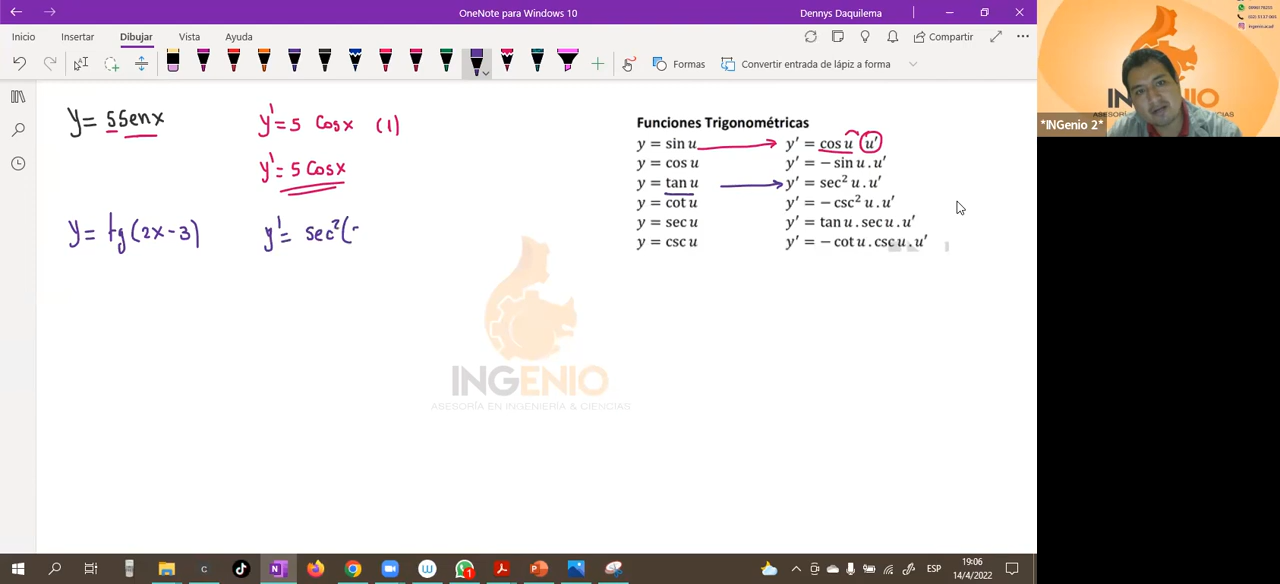 OneNote para Windows 10
Dennys Daquilema
Inicio Insertar Dibujar Vista Ayuda
Compartir
Formas
Convertir entrada de lápiz a forma
y = 5Senx y' = 5 Cosx (1)
y' = 5 Cosx
y = tg(2x-3) y' = sec²(
Funciones Trigonométricas
y = sin u y′ = cos u u′
y = cos u y′ = − sin u . u′
y = tan u y′ = sec² u . u′
y = cot u y′ = − csc² u . u′
y = sec u y′ = tan u . sec u . u′
y = csc u y′ = − cot u . csc u . u′
INGENIO
ASESORÍA EN INGENIERÍA & CIENCIAS
*INGenio 2*
ESP
19:06
14/4/2022